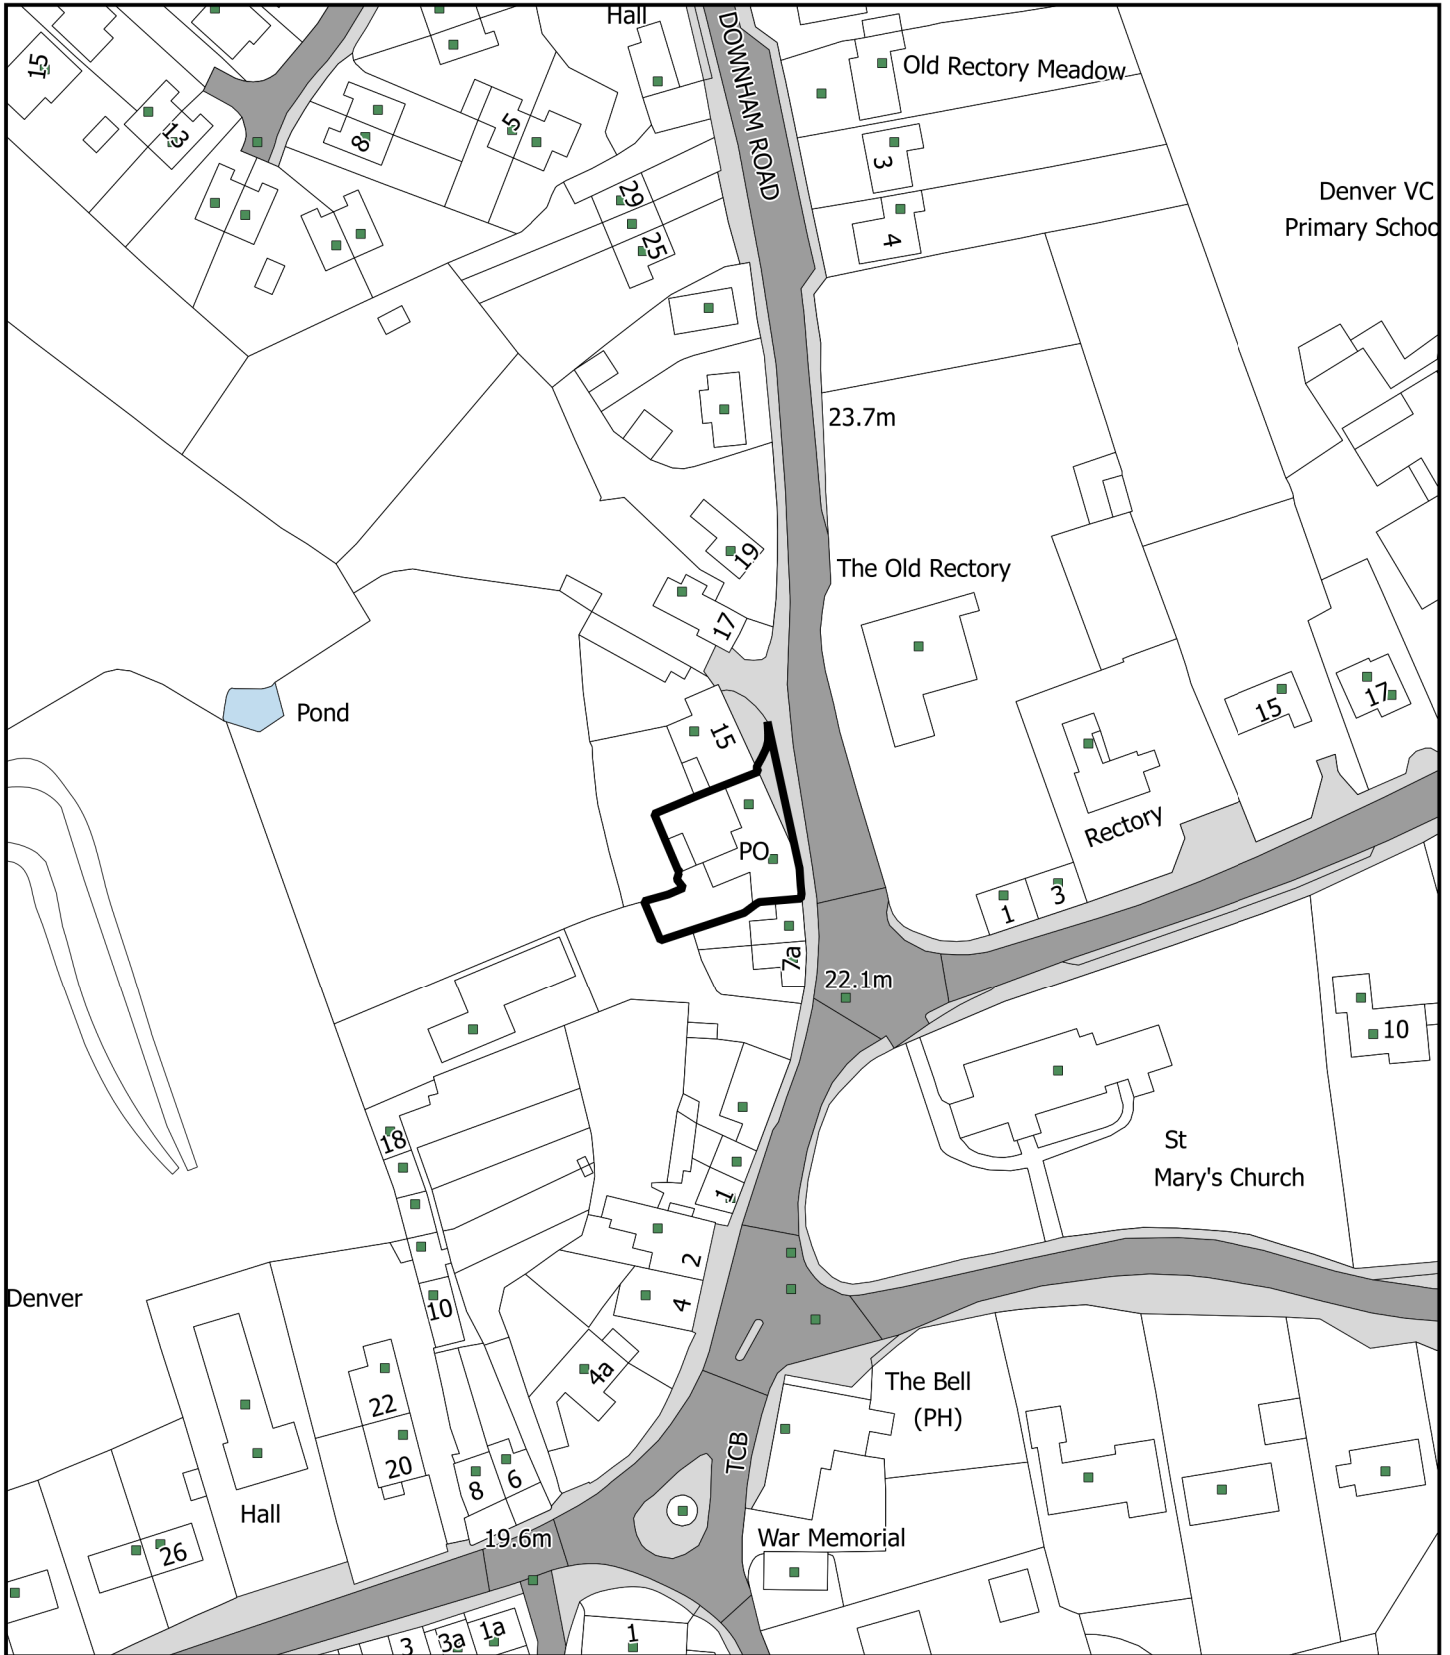 Hall
DOWNHAM ROAD
15
Old Rectory Meadow
13
8
5
3
Denver VC
Primary Schoo
29
25
4
23.7m
19
The Old Rectory
17
Pond
15
15
17
Rectory
PO
1
3
7a
22.1m
10
18
St
Mary's Church
1
2
4
Denver
10
4a
The Bell
(PH)
22
20
TCB
8
6
Hall
19.6m
War Memorial
26
3
3a
1a
1